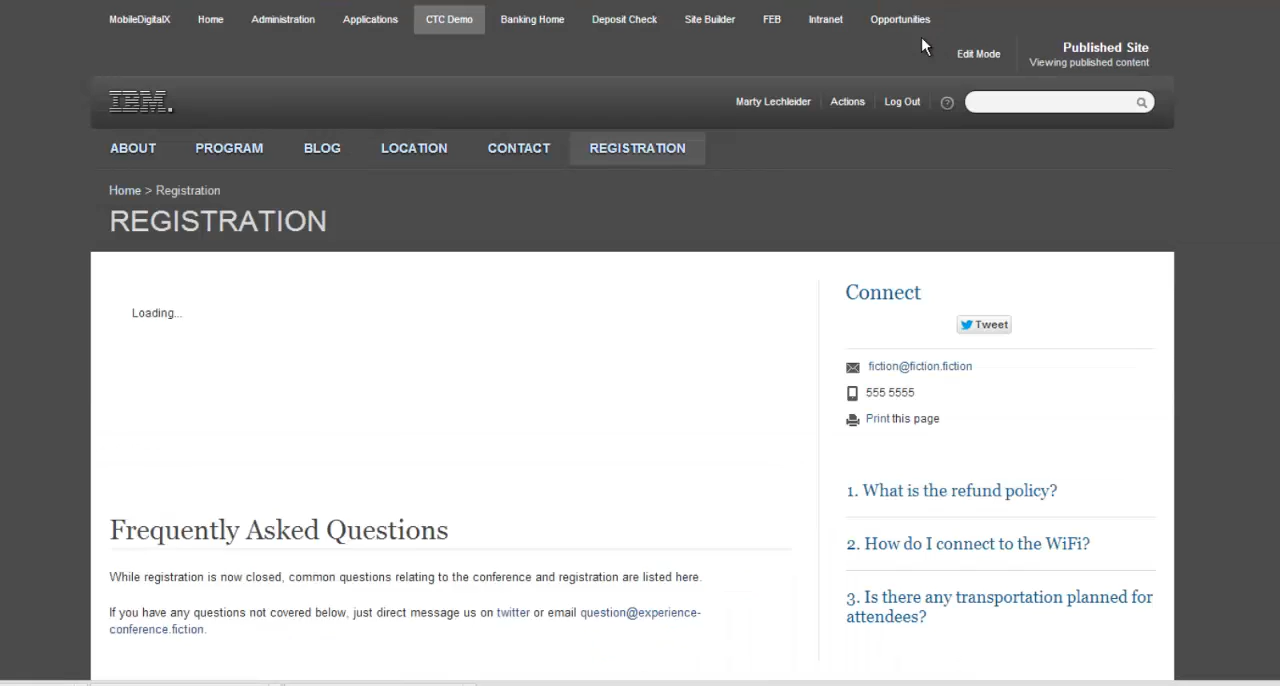 MobileDigitalX Home Administration Applications CTC Demo Banking Home Deposit Check Site Builder FEB Intranet Opportunities
Edit Mode
Published Site
Viewing published content
IBM.
Marty Lechleider Actions Log Out ?
ABOUT PROGRAM BLOG LOCATION CONTACT REGISTRATION
Home > Registration
REGISTRATION
Loading...
Frequently Asked Questions
While registration is now closed, common questions relating to the conference and registration are listed here.
If you have any questions not covered below, just direct message us on twitter or email question@experience-
conference.fiction.
Connect
Tweet
fiction@fiction.fiction
555 5555
Print this page
1. What is the refund policy?
2. How do I connect to the WiFi?
3. Is there any transportation planned for
attendees?